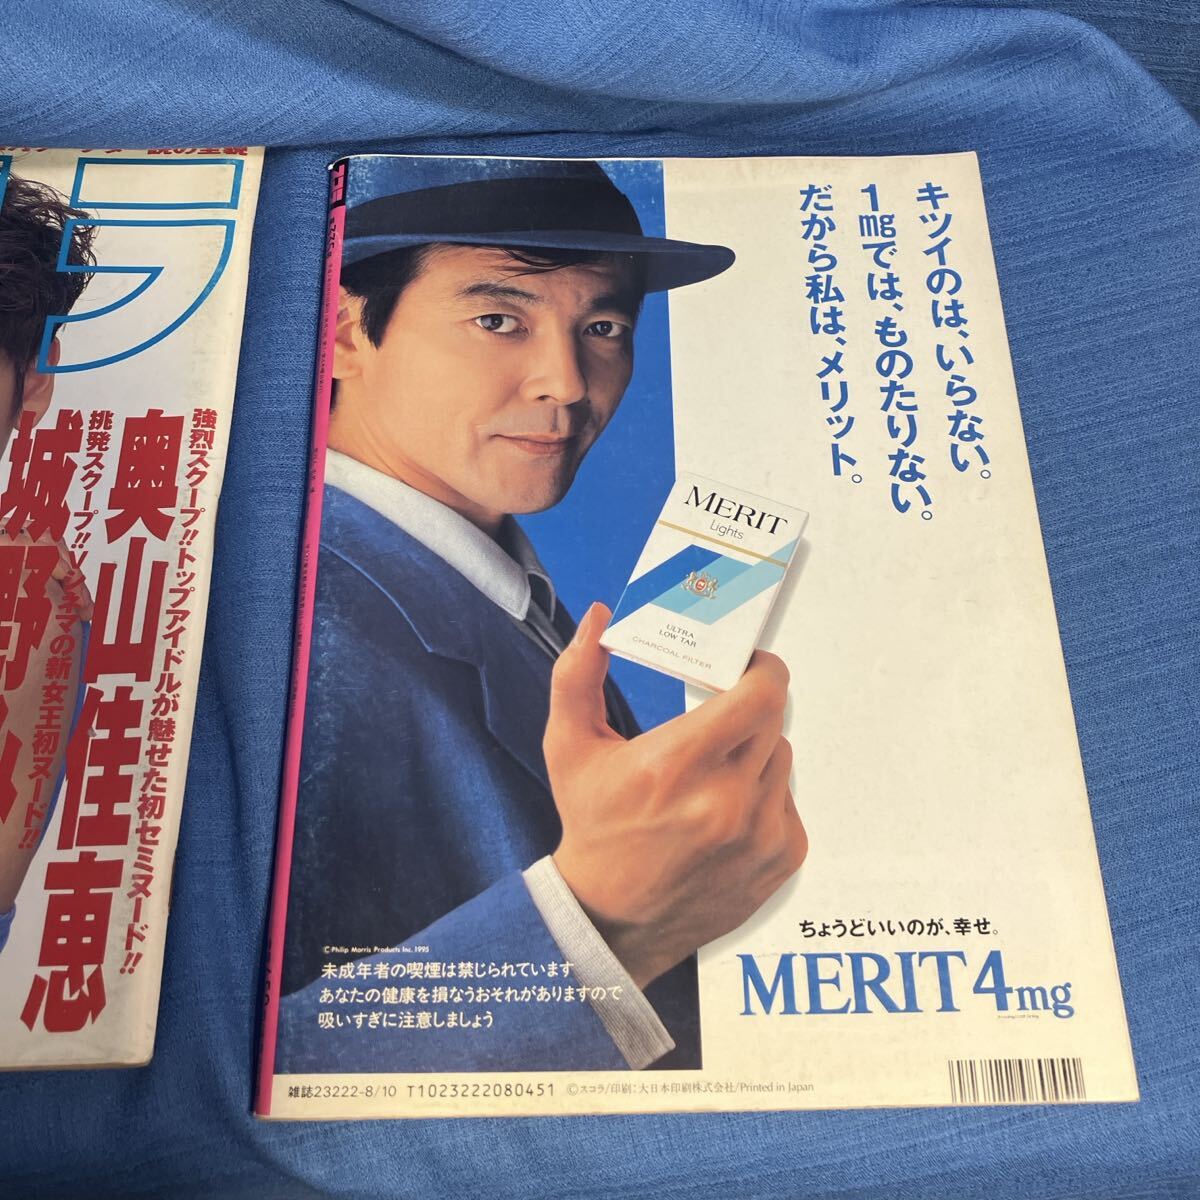 ラ
強烈スクープ!!トップアイドルが魅せた初セミヌード!!
奥山佳恵
挑発スクープ!!Vシネマの新女王初ヌード!!
城野み
キツイのは、いらない。
1mgでは、ものたりない。
だから私は、メリット。
MERIT
Lights
ULTRA
LOW TAR
CHARCOAL FILTER
ちょうどいいのが、幸せ。
MERIT 4mg
©Philip Morris Products Inc. 1995
未成年者の喫煙は禁じられています
あなたの健康を損なうおそれがありますので
吸いすぎに注意しましょう
雑誌23222-8/10 T1023222080451 ©スコラ/印刷:大日本印刷株式会社/Printed in Japan